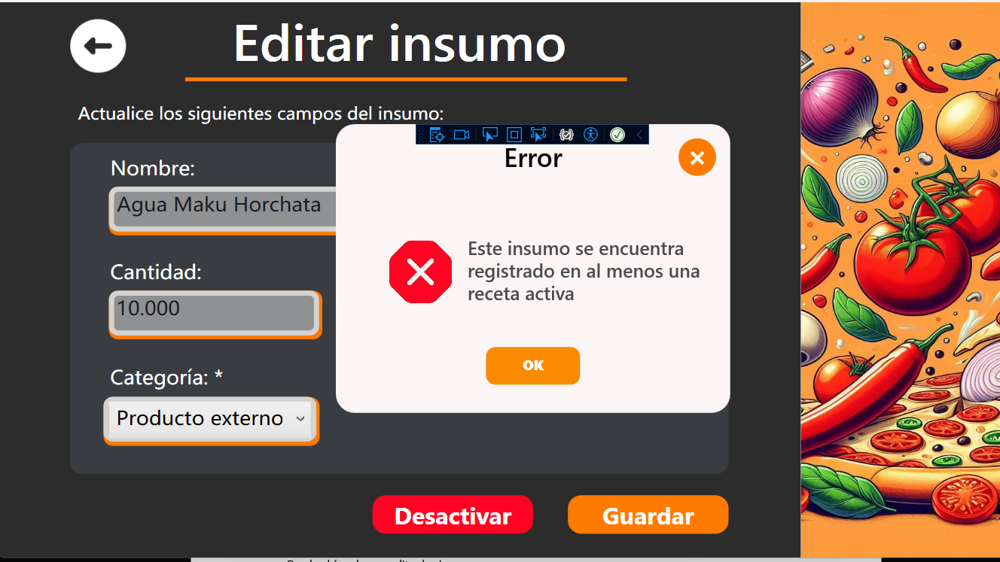 Editar insumo
Actualice los siguientes campos del insumo:
Nombre:
Agua Maku Horchata
Cantidad:
10.000
Categoría: *
Producto externo
Error
Este insumo se encuentra
registrado en al menos una
receta activa
OK
Desactivar
Guardar